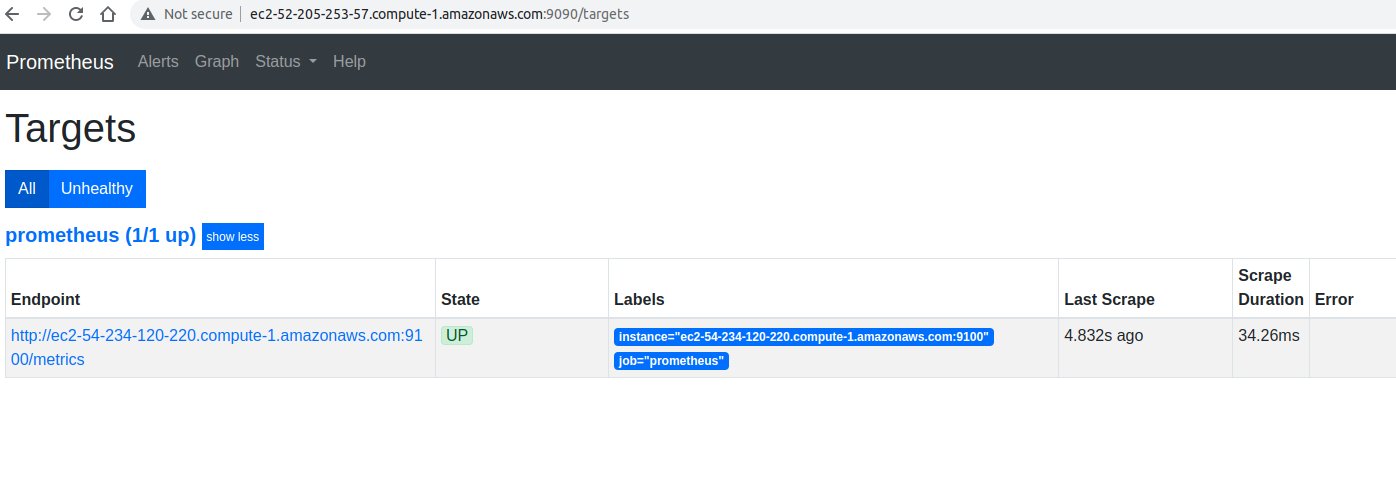 Not secure ec2-52-205-253-57.compute-1.amazonaws.com:9090/targets
Prometheus Alerts Graph Status Help
Targets
All Unhealthy
prometheus (1/1 up) show less
Endpoint State Labels Last Scrape Scrape Duration Error
http://ec2-54-234-120-220.compute-1.amazonaws.com:91 UP instance="ec2-54-234-120-220.compute-1.amazonaws.com:9100" 4.832s ago 34.26ms
00/metrics job="prometheus"